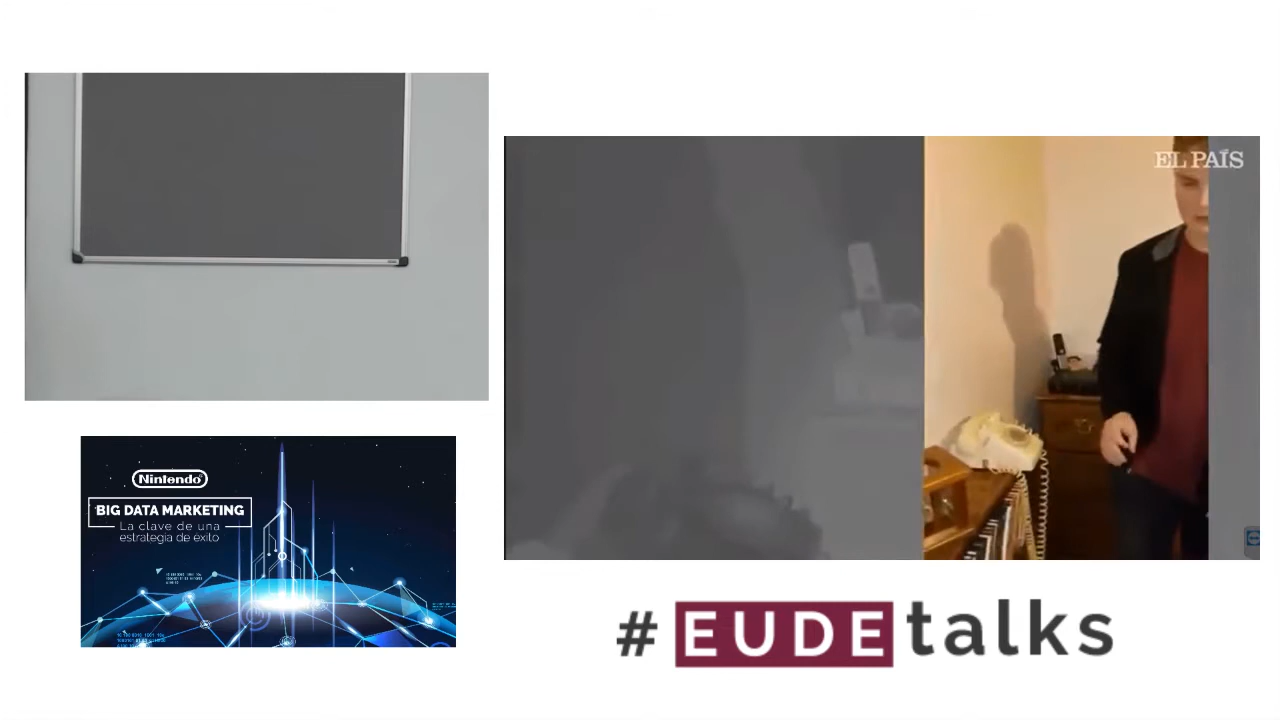 EL PAÍS
Nintendo
BIG DATA MARKETING
La clave de una
estrategia de éxito
#EUDEtalks